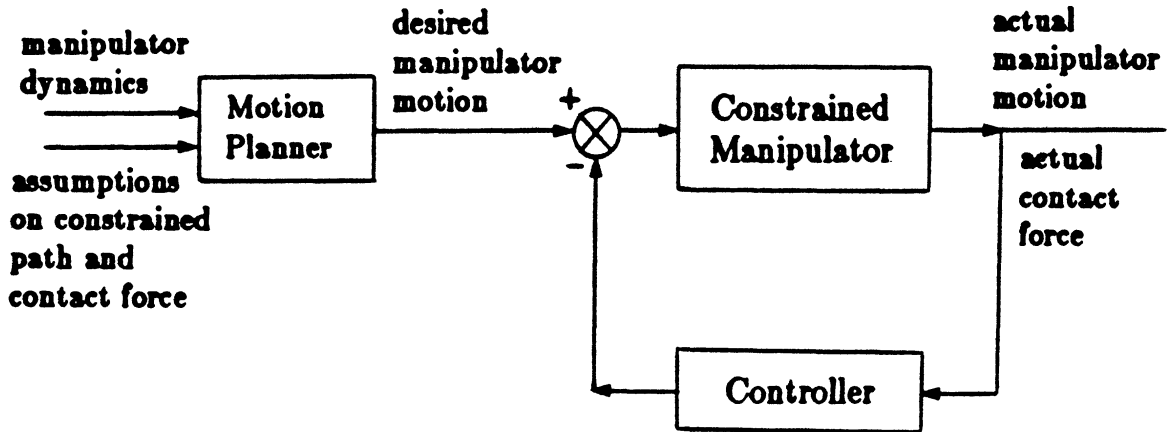 manipulator
dynamics
assumptions
on constrained
path and
contact force
Motion
Planner
desired
manipulator
motion
+
-
Constrained
Manipulator
actual
manipulator
motion
actual
contact
force
Controller